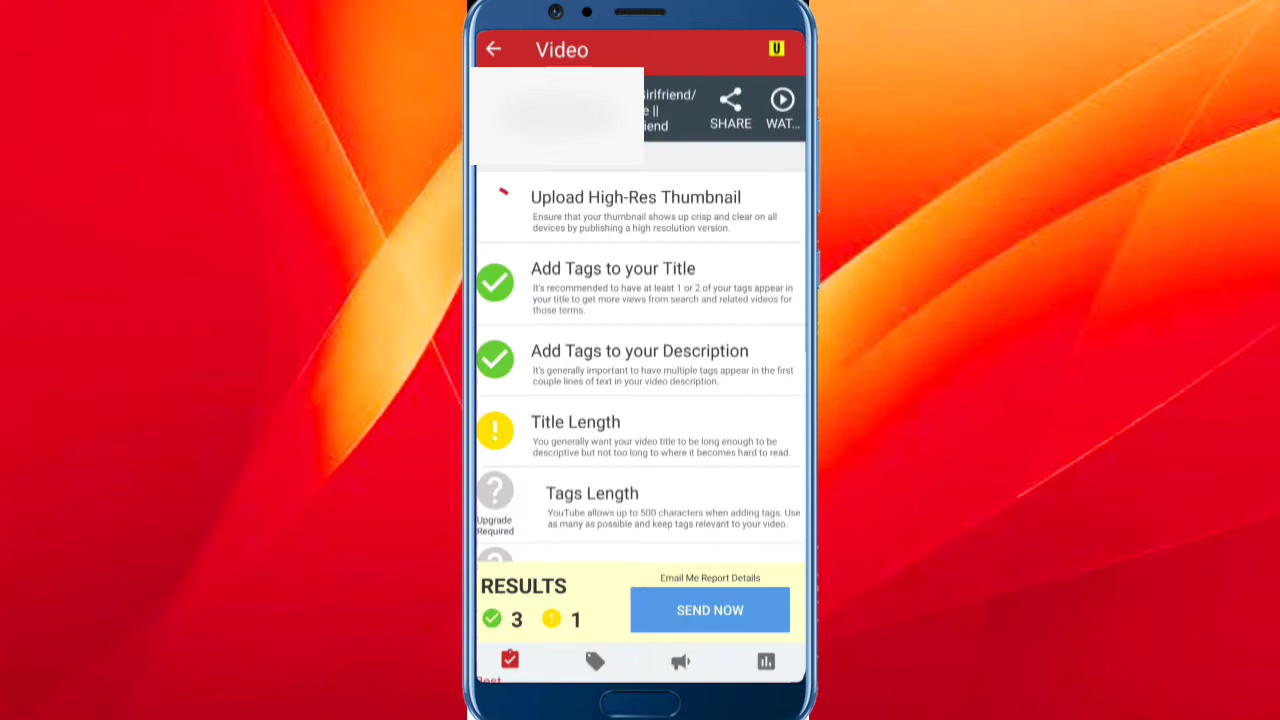 Video
U
irlfriend/
e ||
iend
SHARE
WAT...
Upload High-Res Thumbnail
Ensure that your thumbnail shows up crisp and clear on all
devices by publishing a high resolution version.
Add Tags to your Title
It's recommended to have at least 1 or 2 of your tags appear in
your title to get more views from search and related videos for
those terms.
Add Tags to your Description
It's generally important to have multiple tags appear in the first
couple lines of text in your video description.
Title Length
You generally want your video title to be long enough to be
descriptive but not too long to where it becomes hard to read.
Tags Length
YouTube allows up to 500 characters when adding tags. Use
as many as possible and keep tags relevant to your video.
Upgrade
Required
RESULTS
3
1
Email Me Report Details
SEND NOW
Best